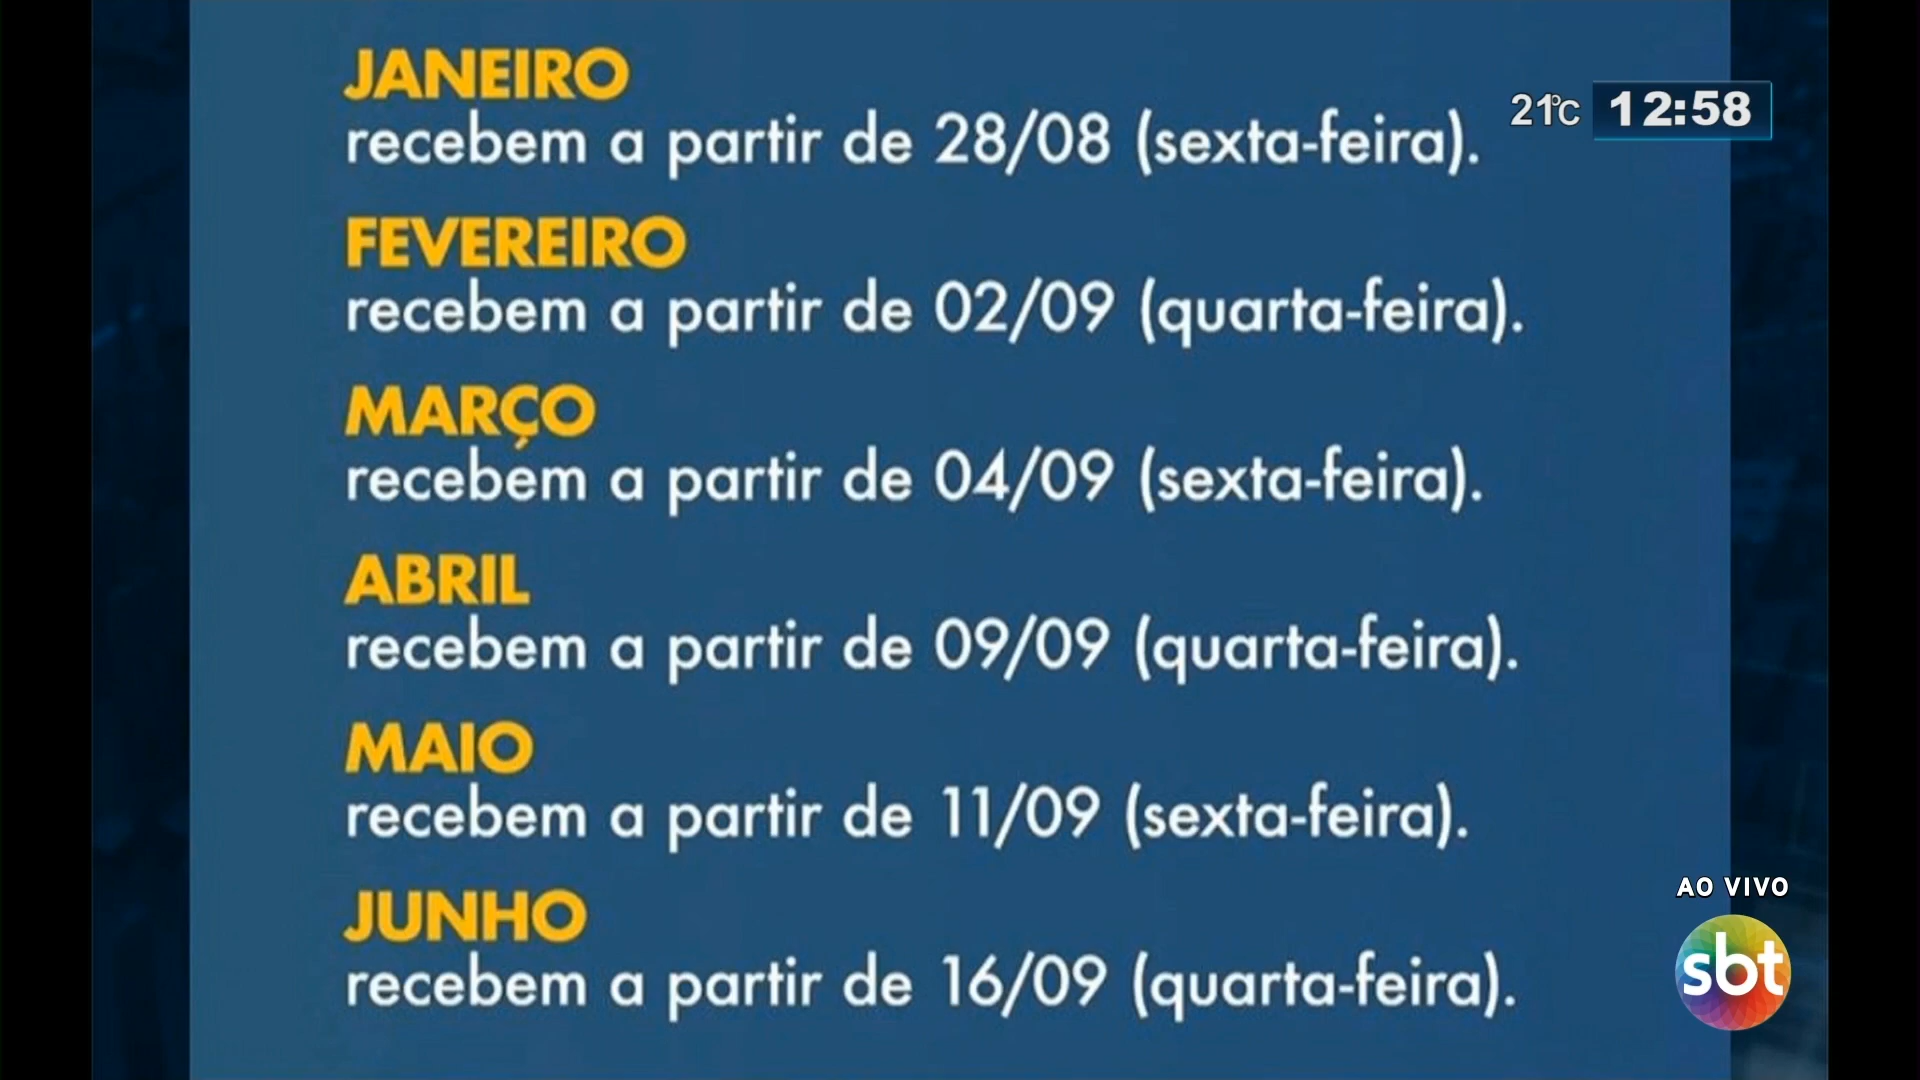 JANEIRO
recebem a partir de 28/08 (sexta-feira).
21°C 12:58
FEVEREIRO
recebem a partir de 02/09 (quarta-feira).
MARÇO
recebem a partir de 04/09 (sexta-feira).
ABRIL
recebem a partir de 09/09 (quarta-feira).
MAIO
recebem a partir de 11/09 (sexta-feira).
JUNHO
recebem a partir de 16/09 (quarta-feira).
AO VIVO
sbt